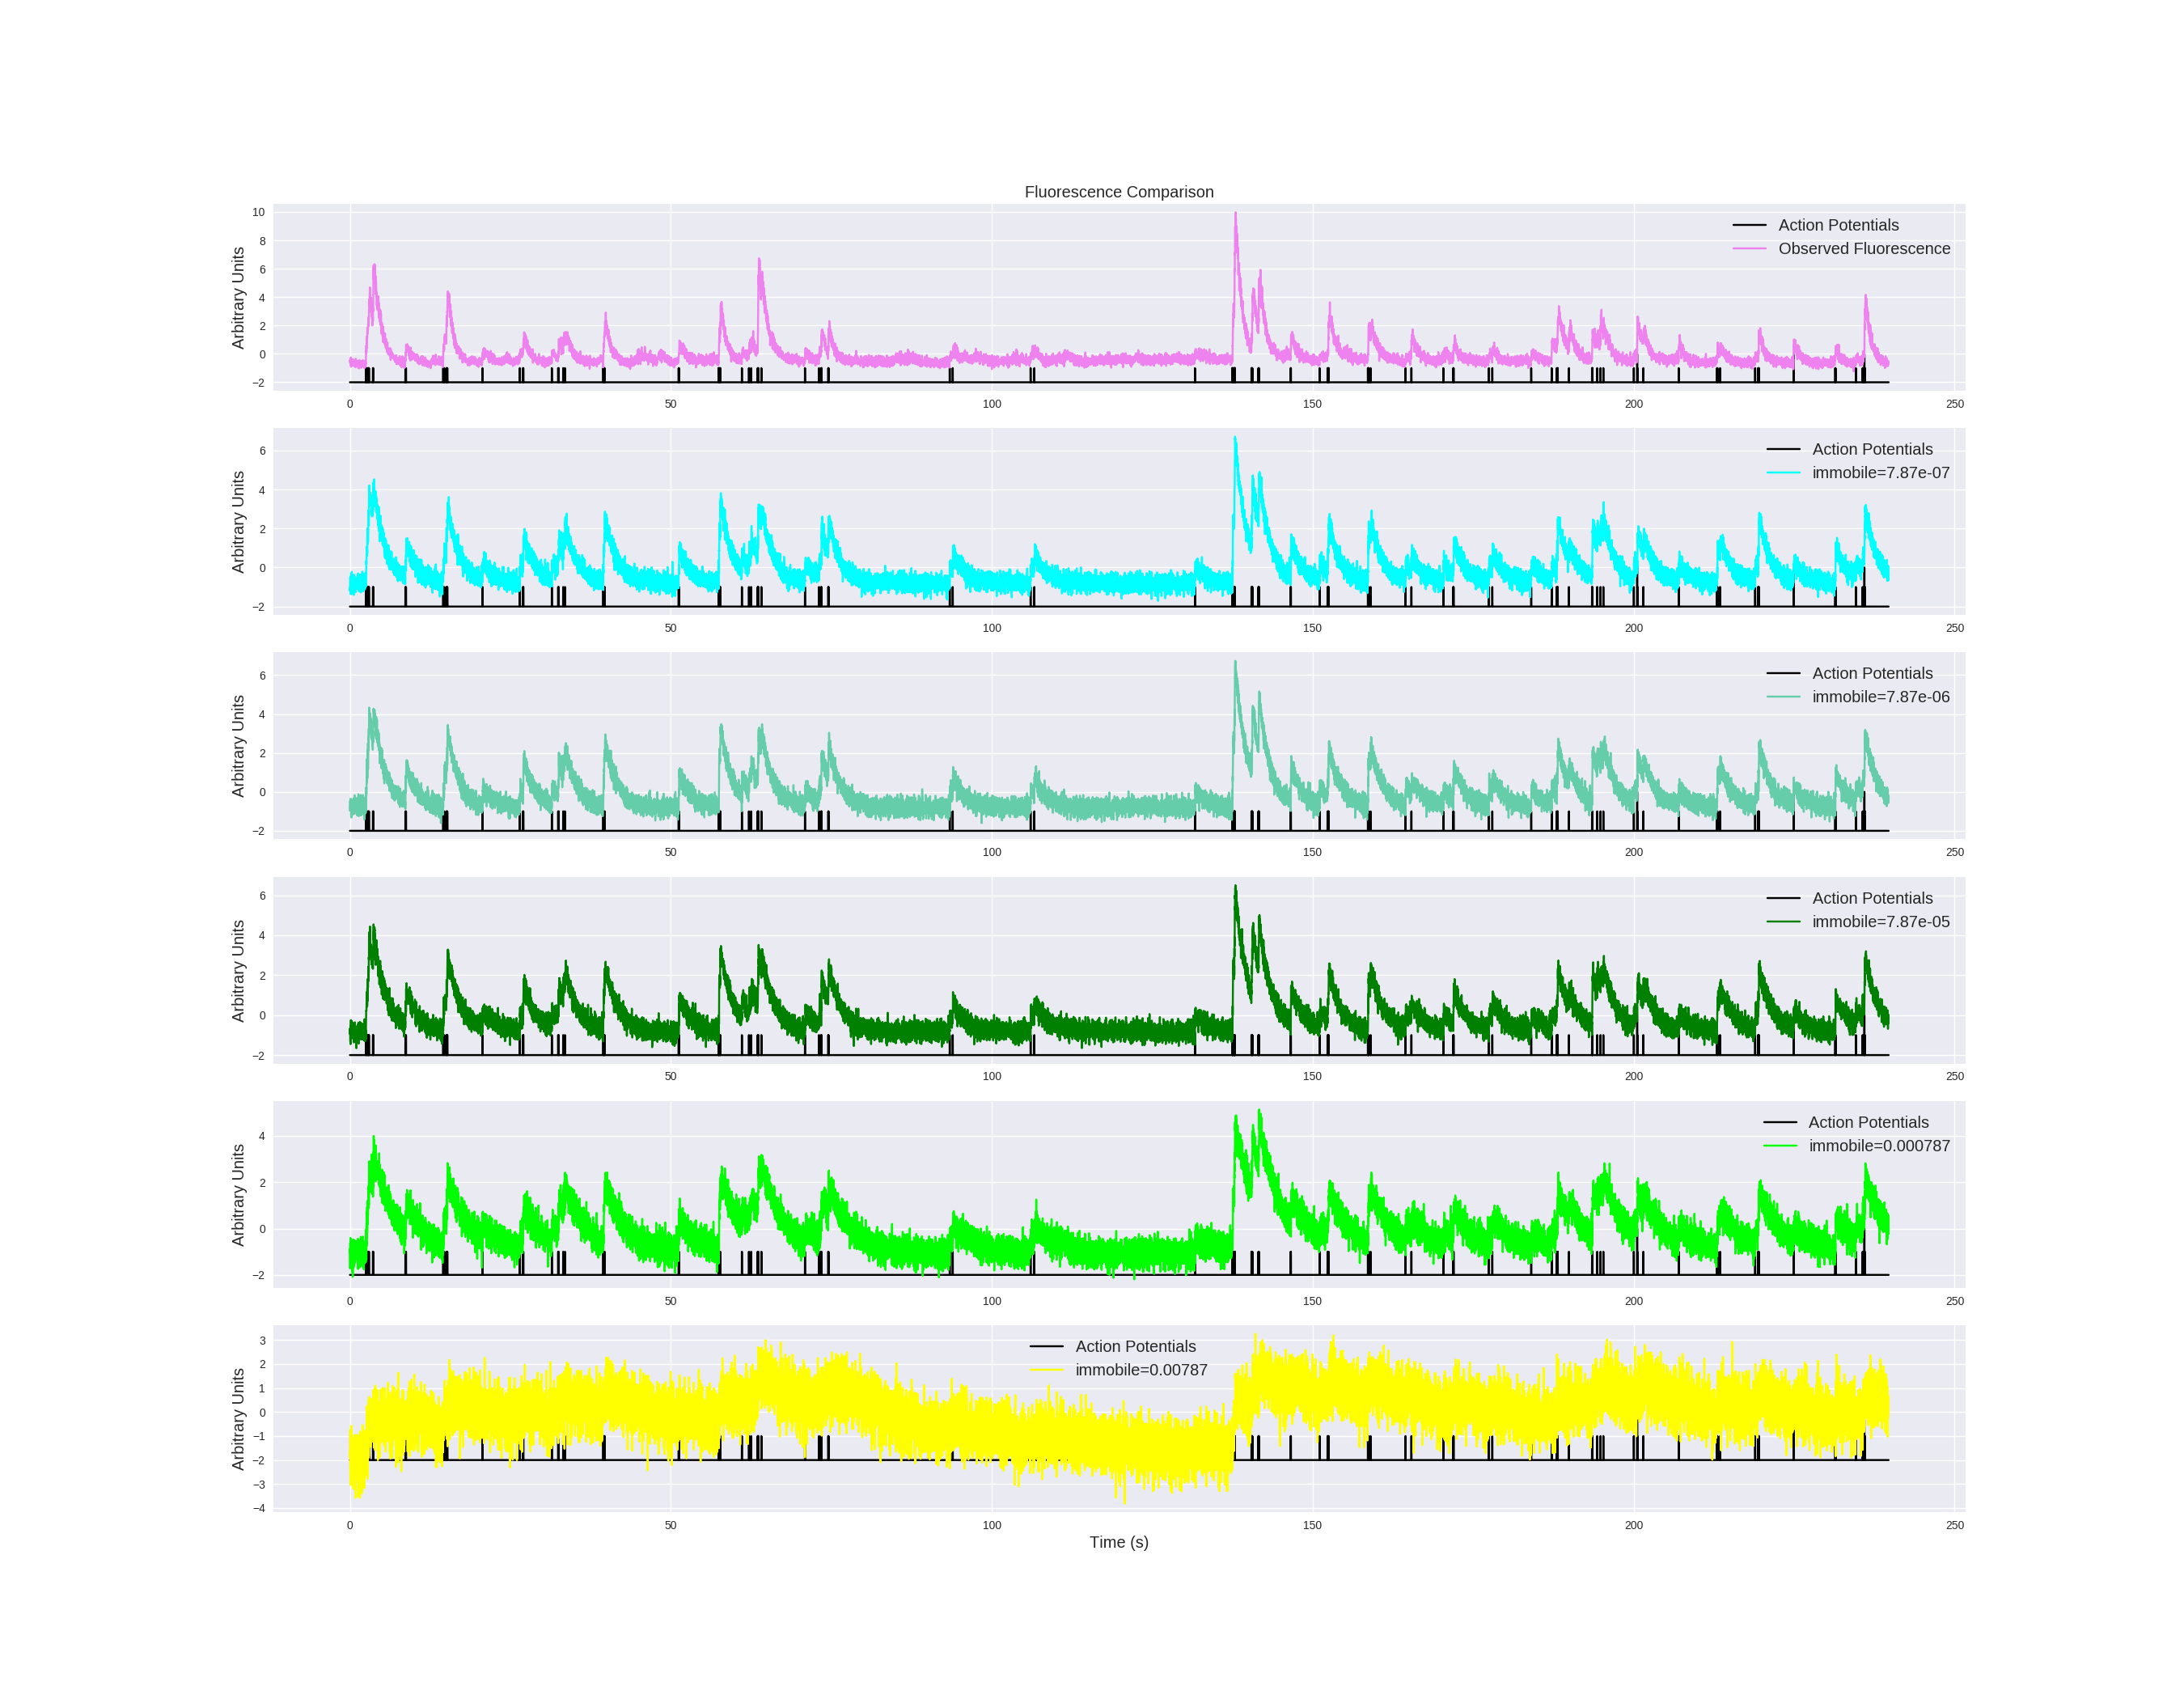 Fluorescence Comparison
Arbitrary Units
10
8
6
4
2
0
−2
Action Potentials
Observed Fluorescence
0 50 100 150 200 250
Arbitrary Units
6
4
2
0
−2
Action Potentials
immobile=7.87e-07
0 50 100 150 200 250
Arbitrary Units
6
4
2
0
−2
Action Potentials
immobile=7.87e-06
0 50 100 150 200 250
Arbitrary Units
6
4
2
0
−2
Action Potentials
immobile=7.87e-05
0 50 100 150 200 250
Arbitrary Units
4
2
0
−2
Action Potentials
immobile=0.000787
0 50 100 150 200 250
Arbitrary Units
3
2
1
0
−1
−2
−3
−4
Action Potentials
immobile=0.00787
0 50 100 150 200 250
Time (s)